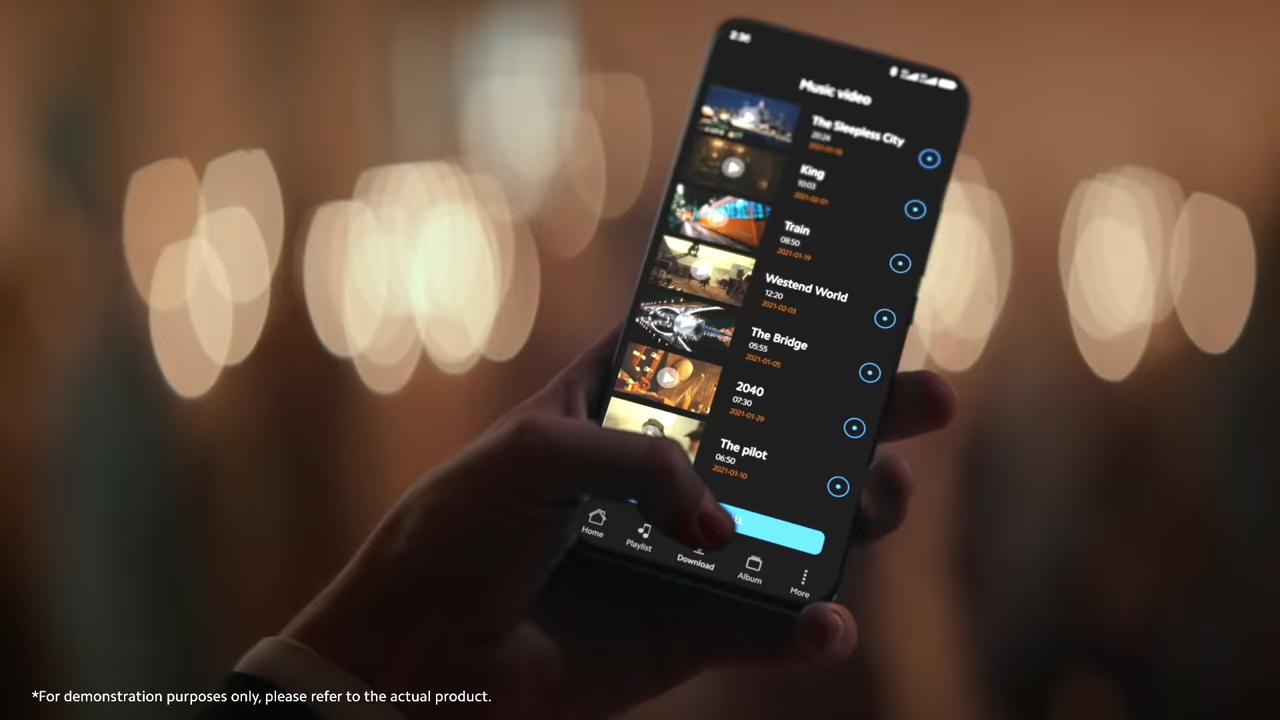 2:36
Music video
The Sleepless City
20:24
King
10:03
2021-02-01
Train
08:50
2021-01-19
Westend World
12:20
2021-02-03
The Bridge
05:55
2021-01-05
2040
07:30
2021-01-29
The pilot
06:50
2021-01-10
Home
Playlist
Download
Album
More
*For demonstration purposes only, please refer to the actual product.